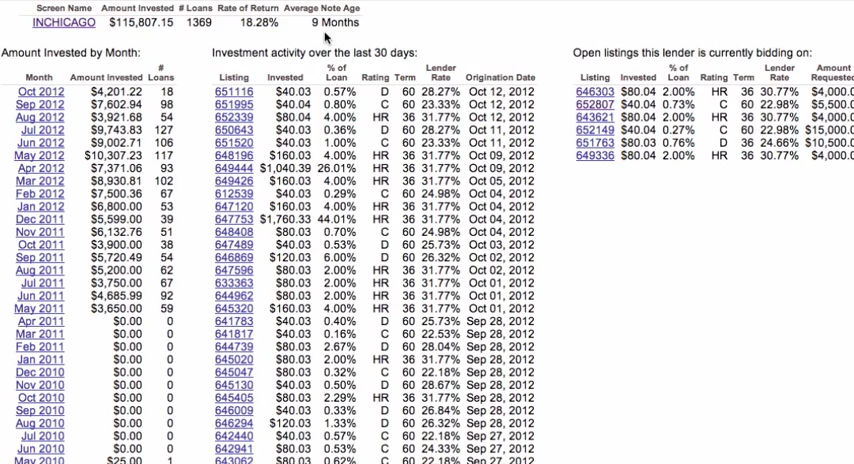 Screen Name Amount Invested # Loans Rate of Return Average Note Age
INCHICAGO $115,807.15 1369 18.28% 9 Months
Amount Invested by Month:
#
Month Amount Invested Loans
Oct 2012 $4,201.22 18
Sep 2012 $7,602.94 98
Aug 2012 $3,921.68 54
Jul 2012 $9,743.83 127
Jun 2012 $9,002.71 106
May 2012 $10,307.23 117
Apr 2012 $7,371.06 93
Mar 2012 $8,930.81 102
Feb 2012 $7,500.36 67
Jan 2012 $6,800.00 53
Dec 2011 $5,599.00 39
Nov 2011 $6,132.76 51
Oct 2011 $3,900.00 38
Sep 2011 $5,720.49 54
Aug 2011 $5,200.00 62
Jul 2011 $3,750.00 67
Jun 2011 $4,685.99 92
May 2011 $3,650.00 59
Apr 2011 $0.00 0
Mar 2011 $0.00 0
Feb 2011 $0.00 0
Jan 2011 $0.00 0
Dec 2010 $0.00 0
Nov 2010 $0.00 0
Oct 2010 $0.00 0
Sep 2010 $0.00 0
Aug 2010 $0.00 0
Jul 2010 $0.00 0
Jun 2010 $0.00 0
May 2010 $25.00 1
Investment activity over the last 30 days:
% of Lender
Listing Invested Loan Rating Term Rate Origination Date
651116 $40.03 0.57% D 60 28.27% Oct 12, 2012
651995 $40.04 0.80% C 60 23.33% Oct 12, 2012
652339 $80.04 4.00% HR 36 31.77% Oct 12, 2012
650643 $40.03 0.36% D 60 28.27% Oct 11, 2012
651520 $40.03 1.00% C 60 23.33% Oct 11, 2012
648196 $160.03 4.00% HR 36 31.77% Oct 09, 2012
649444 $1,040.39 26.01% HR 36 31.77% Oct 09, 2012
649426 $160.03 4.00% HR 36 31.77% Oct 05, 2012
612539 $40.03 0.29% C 60 24.98% Oct 04, 2012
647120 $160.03 4.00% HR 36 31.77% Oct 04, 2012
647753 $1,760.33 44.01% HR 36 31.77% Oct 04, 2012
648408 $80.03 0.70% C 60 24.98% Oct 03, 2012
647489 $40.03 0.53% D 60 25.73% Oct 03, 2012
646869 $120.03 6.00% D 60 26.32% Oct 02, 2012
647596 $80.03 2.00% HR 36 31.77% Oct 02, 2012
633363 $80.03 2.00% HR 36 31.77% Oct 01, 2012
644962 $80.03 2.00% HR 36 31.77% Oct 01, 2012
645320 $160.03 4.00% HR 36 31.77% Oct 01, 2012
641783 $40.03 0.40% D 60 25.73% Sep 28, 2012
641817 $40.03 0.16% C 60 22.53% Sep 28, 2012
644739 $80.03 2.67% D 60 28.04% Sep 28, 2012
645020 $80.03 2.00% HR 36 31.77% Sep 28, 2012
645047 $80.03 0.32% C 60 22.18% Sep 28, 2012
645130 $40.03 0.50% D 60 28.67% Sep 28, 2012
645405 $80.03 2.29% HR 36 31.77% Sep 28, 2012
646009 $40.03 0.33% D 60 26.84% Sep 28, 2012
646294 $120.03 1.33% D 60 26.32% Sep 28, 2012
642440 $40.03 0.57% C 60 22.18% Sep 27, 2012
642941 $40.03 0.53% C 60 24.33% Sep 27, 2012
643062 $80.03 0.62% C 60 22.18% Sep 27, 2012
Open listings this lender is currently bidding on:
% of Lender Amount
Listing Invested Loan Rating Term Rate Requested
646303 $80.04 2.00% HR 36 30.77% $4,000.0
652807 $40.04 0.73% C 60 22.98% $5,500.0
643621 $80.04 2.00% HR 36 30.77% $4,000.0
652149 $40.04 0.27% C 60 22.98% $15,000.0
651763 $80.03 0.76% D 36 24.66% $10,500.0
649336 $80.04 2.00% HR 36 30.77% $4,000.0